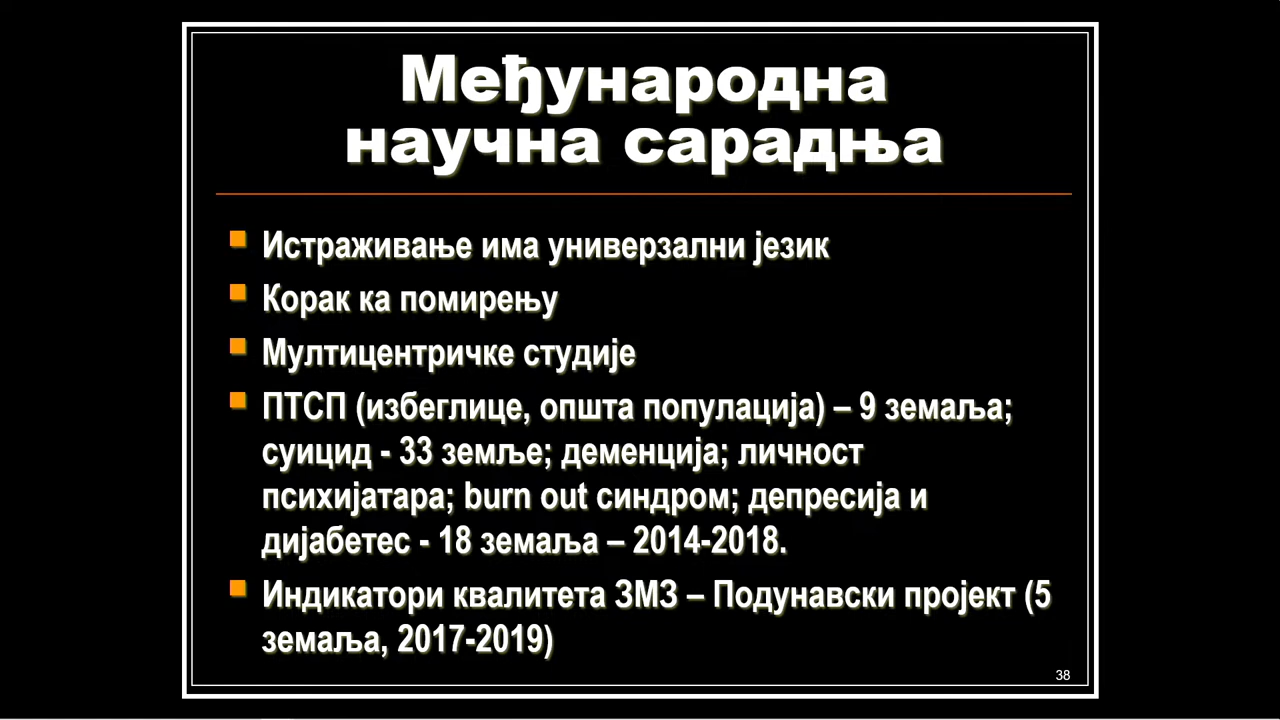 Међународна
научна сарадња
Истраживање има универзални језик
Корак ка помирењу
Мултицентричке студије
ПТСП (избеглице, општа популација) – 9 земаља;
суицид - 33 земље; деменција; личност
психијатара; burn out синдром; депресија и
дијабетес - 18 земаља – 2014-2018.
Индикатори квалитета ЗМЗ – Подунавски пројект (5
земаља, 2017-2019)
38